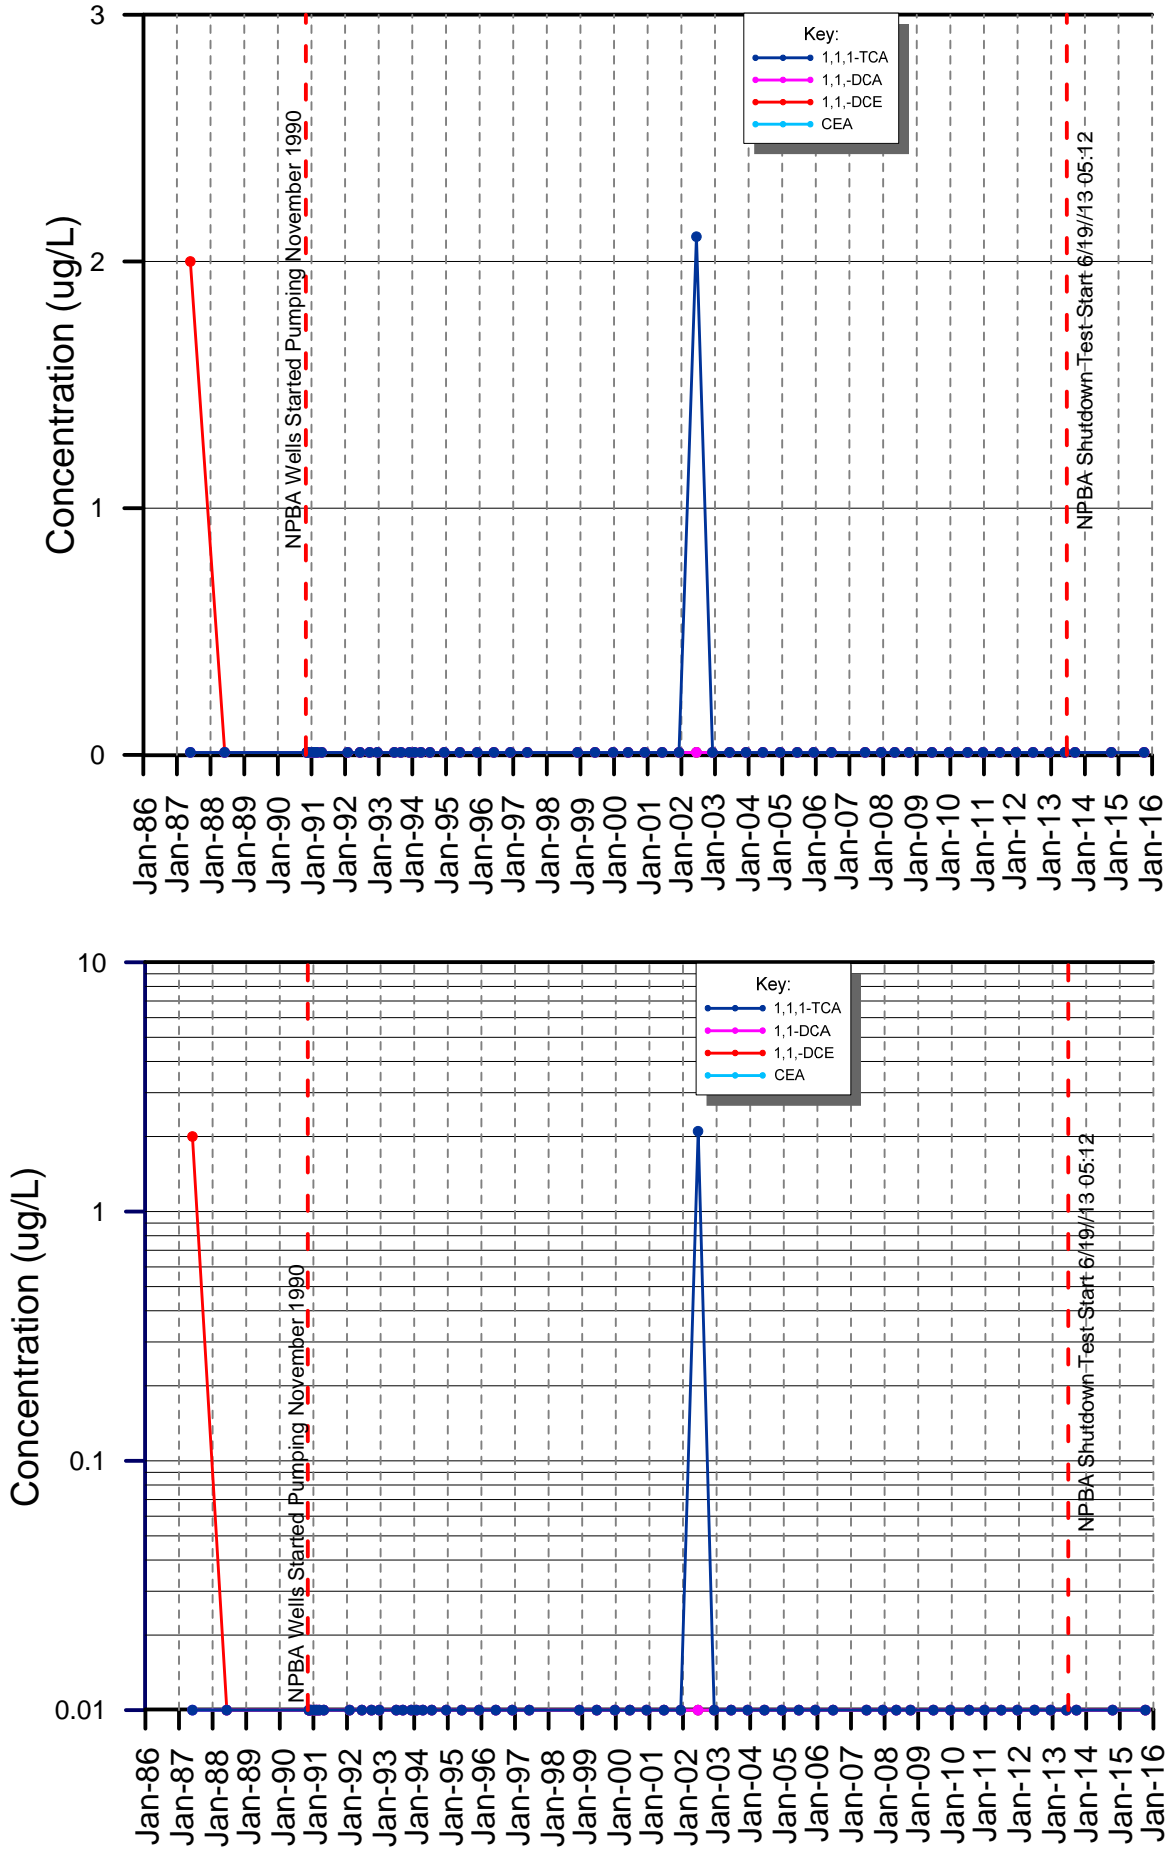 3
2
1
0
Concentration (ug/L)
Key:
1,1,1-TCA
1,1,-DCA
1,1,-DCE
CEA
NPBA Wells Started Pumping November 1990
NPBA Shutdown Test Start 6/19//13 05:12
Jan-86
Jan-87
Jan-88
Jan-89
Jan-90
Jan-91
Jan-92
Jan-93
Jan-94
Jan-95
Jan-96
Jan-97
Jan-98
Jan-99
Jan-00
Jan-01
Jan-02
Jan-03
Jan-04
Jan-05
Jan-06
Jan-07
Jan-08
Jan-09
Jan-10
Jan-11
Jan-12
Jan-13
Jan-14
Jan-15
Jan-16
10
1
0.1
0.01
Concentration (ug/L)
Key:
1,1,1-TCA
1,1-DCA
1,1,-DCE
CEA
NPBA Wells Started Pumping November 1990
NPBA Shutdown Test Start 6/19//13 05:12
Jan-86
Jan-87
Jan-88
Jan-89
Jan-90
Jan-91
Jan-92
Jan-93
Jan-94
Jan-95
Jan-96
Jan-97
Jan-98
Jan-99
Jan-00
Jan-01
Jan-02
Jan-03
Jan-04
Jan-05
Jan-06
Jan-07
Jan-08
Jan-09
Jan-10
Jan-11
Jan-12
Jan-13
Jan-14
Jan-15
Jan-16